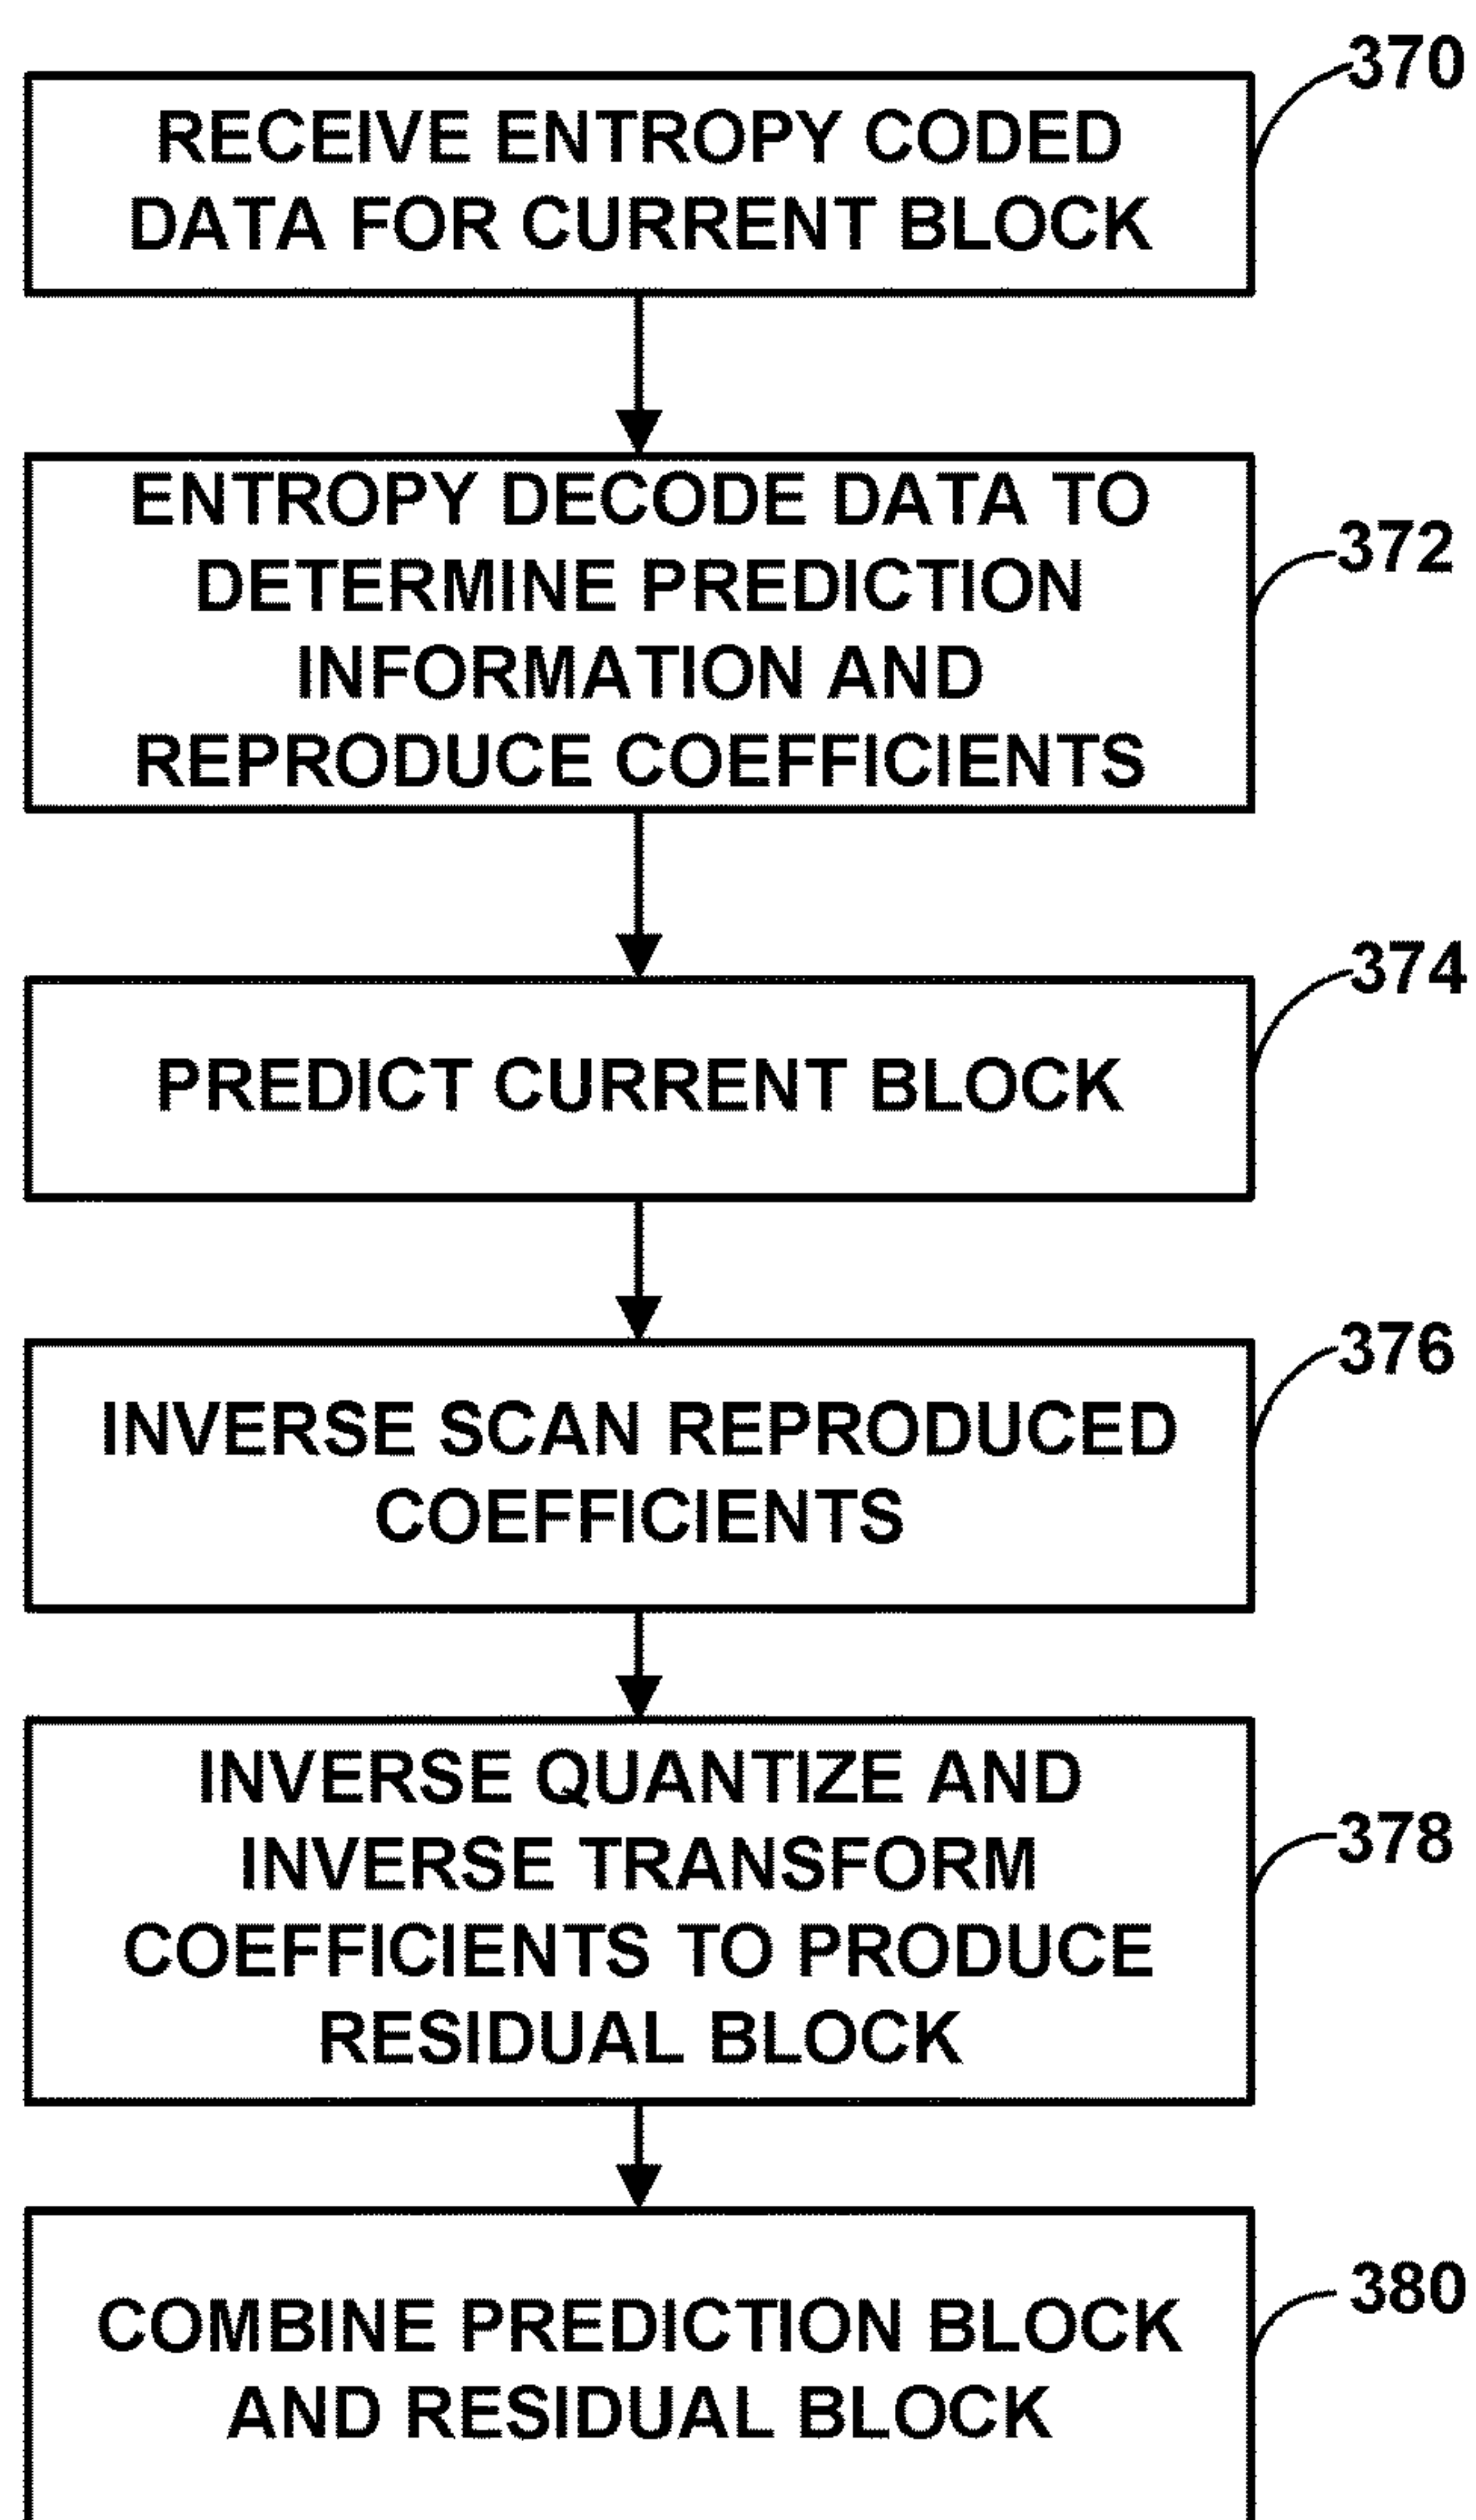 370
RECEIVE ENTROPY CODED
DATA FOR CURRENT BLOCK
ENTROPY DECODE DATA TO
DETERMINE PREDICTION
INFORMATION AND
REPRODUCE COEFFICIENTS
372
374
PREDICT CURRENT BLOCK
376
INVERSE SCAN REPRODUCED
COEFFICIENTS
INVERSE QUANTIZE AND
INVERSE TRANSFORM
COEFFICIENTS TO PRODUCE
RESIDUAL BLOCK
378
380
COMBINE PREDICTION BLOCK
AND RESIDUAL BLOCK